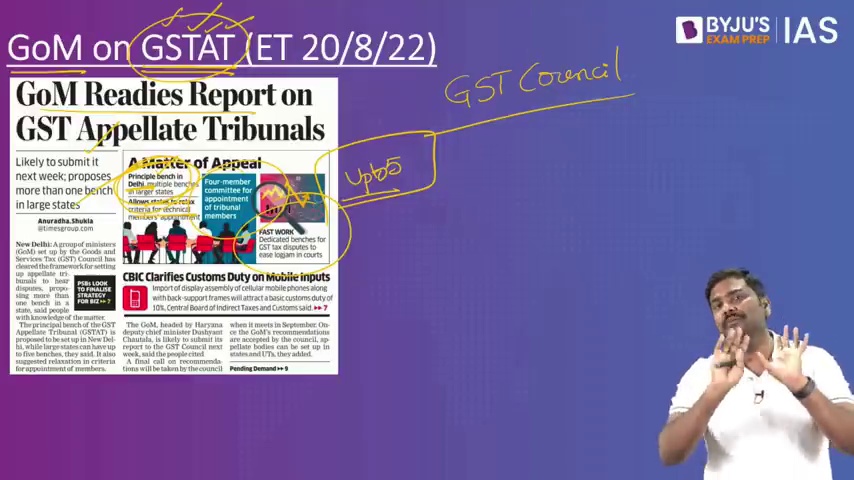 GoM on GSTAT (ET 20/8/22)
BYJU'S
EXAM PREP
IAS
GST Council
upto5
GoM Readies Report on
GST Appellate Tribunals
Likely to submit it
next week; proposes
more than one bench
in large states
Anuradha.Shukla
@timesgroup.com
New Delhi: A group of ministers
(GoM) set up by the Goods and
Services Tax (GST) Council has
cleared the framework for setting
up appellate tri-
bunals to hear
disputes, propo-
sing more than
one bench in a
state, said people
with knowledge of the matter.
The principal bench of the GST
Appellate Tribunal (GSTAT) is
proposed to be set up in New Del-
hi, while large states can have up
to five benches, they said. It also
suggested relaxation in criteria
for appointment of members.
PSBs LOOK
TO FINALISE
STRATEGY
FOR BIZ ▸▸ 7
A Matter of Appeal
Principle bench in
Delhi, multiple benches
in larger states
Allows states to relax
criteria for technical
members' appointment
Four-member
committee for
appointment
of tribunal
members
FAST WORK
Dedicated benches for
GST tax disputes to
ease logjam in courts
CBIC Clarifies Customs Duty on Mobile Inputs
Import of display assembly of cellular mobile phones along
with back-support frames will attract a basic customs duty of
10%, Central Board of Indirect Taxes and Customs said. ▸▸ 7
The GoM, headed by Haryana
deputy chief minister Dushyant
Chautala, is likely to submit its
report to the GST Council next
week, said the people cited
A final call on recommenda-
tions will be taken by the council
when it meets in September. On-
ce the GoM's recommendations
are accepted by the council, ap-
pellate bodies can be set up in
states and UTs, they added.
Pending Demand ▸▸ 9